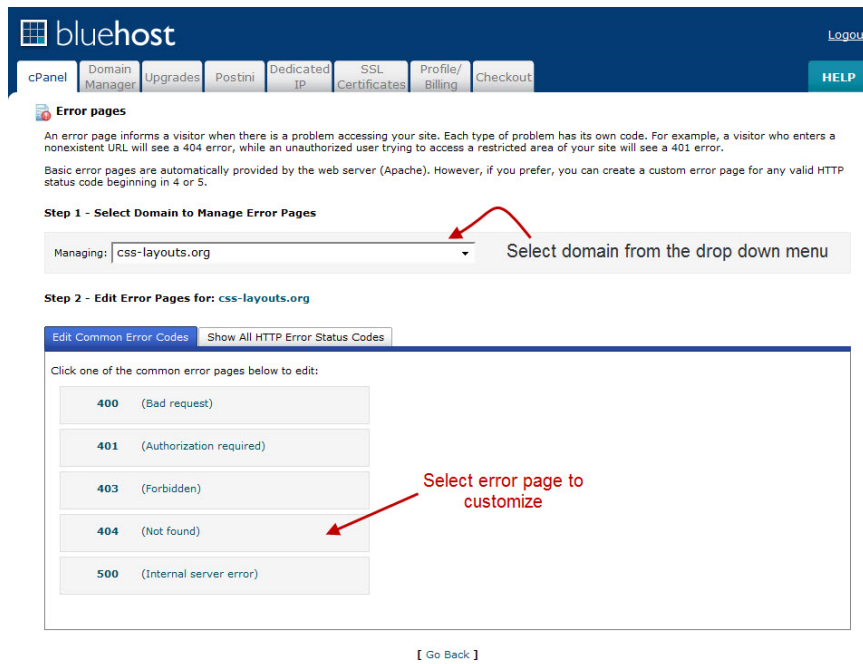 bluehost
Logou
cPanel
Domain Manager
Upgrades
Postini
Dedicated IP
SSL Certificates
Profile/ Billing
Checkout
HELP
Error pages
An error page informs a visitor when there is a problem accessing your site. Each type of problem has its own code. For example, a visitor who enters a
nonexistent URL will see a 404 error, while an unauthorized user trying to access a restricted area of your site will see a 401 error.
Basic error pages are automatically provided by the web server (Apache). However, if you prefer, you can create a custom error page for any valid HTTP
status code beginning in 4 or 5.
Step 1 - Select Domain to Manage Error Pages
Managing: css-layouts.org
Select domain from the drop down menu
Step 2 - Edit Error Pages for: css-layouts.org
Edit Common Error Codes
Show All HTTP Error Status Codes
Click one of the common error pages below to edit:
400 (Bad request)
401 (Authorization required)
403 (Forbidden)
Select error page to
customize
404 (Not found)
500 (Internal server error)
[ Go Back ]